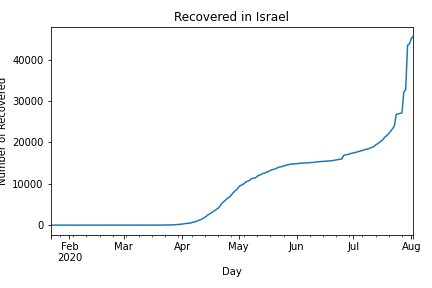 Recovered in Israel
Number of Recovered
40000
30000
20000
10000
0
Feb Mar Apr May Jun Jul Aug
2020
Day